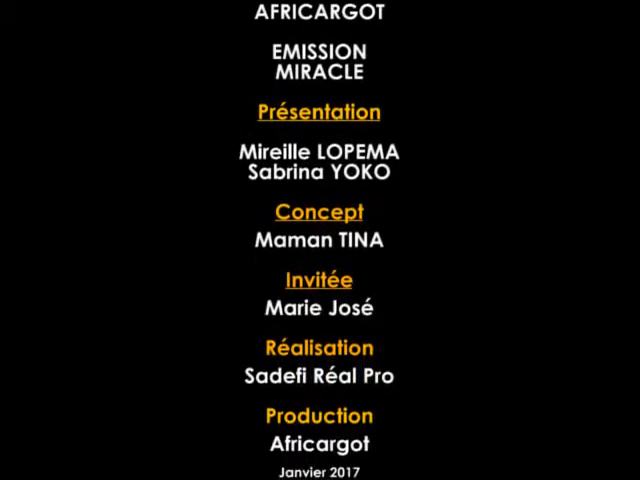 AFRICARGOT
EMISSION
MIRACLE
Présentation
Mireille LOPEMA
Sabrina YOKO
Concept
Maman TINA
Invitée
Marie José
Réalisation
Sadefi Réal Pro
Production
Africargot
Janvier 2017